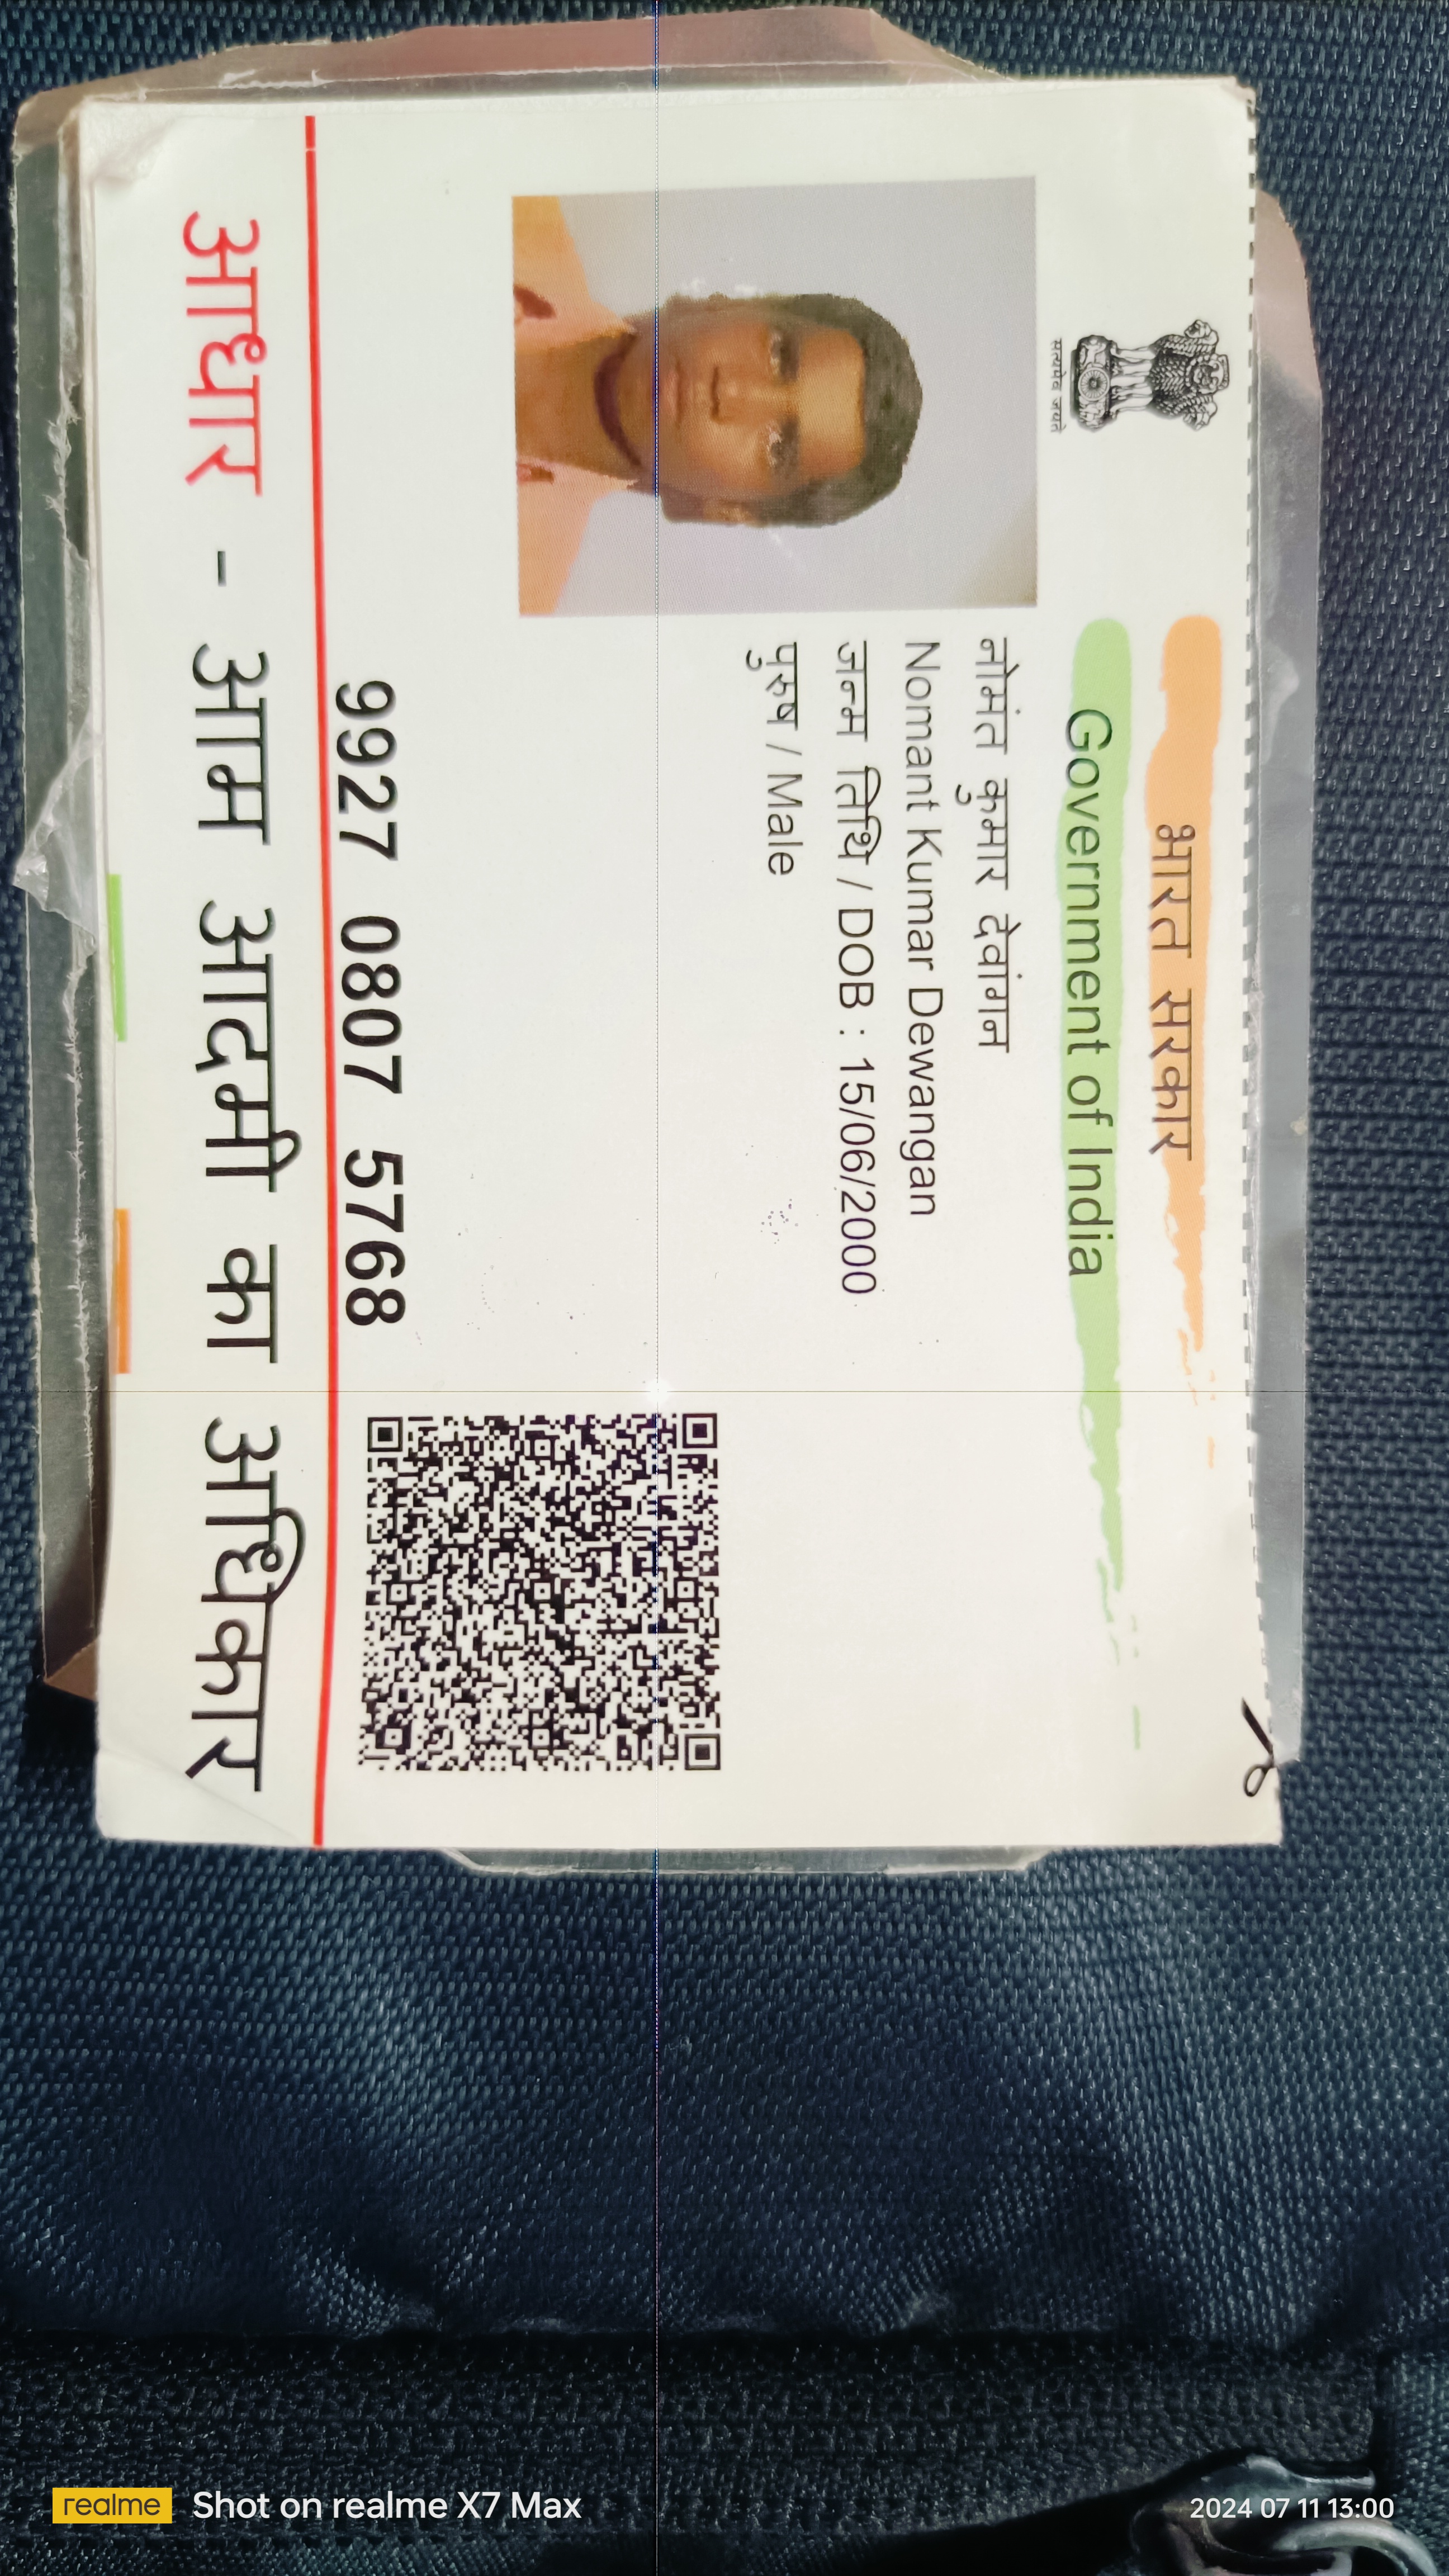 भारत सरकार
Government of India
सत्यमेव जयते
नोमंत कुमार देवांगन
Nomant Kumar Dewangan
जन्म तिथि / DOB : 15/06/2000
पुरुष / Male
9927 0807 5768
आधार - आम आदमी का अधिकार
realme Shot on realme X7 Max
2024 07 11 13:00